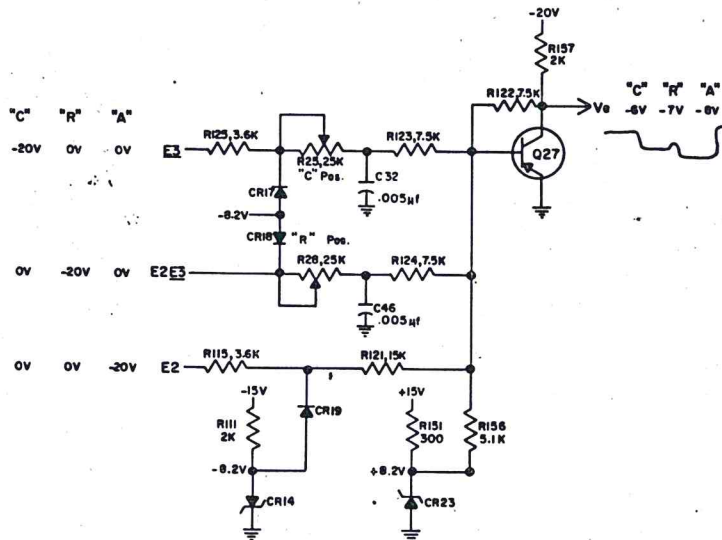 -20V
R157
2K
R122,7.5K
Ve
"C" "R" "A"
-6V -7V -8V
Q27
"C" "R" "A"
-20V 0V 0V E3
R125,3.6K
R25,25K
"C" Pos.
R123,7.5K
C32
.005µf
CR17
-8.2V
CR18
"R" Pos.
0V -20V 0V E2E3
R28,25K
R124,7.5K
C46
.005µf
0V 0V -20V E2
R115,3.6K
R121,15K
-15V
R111
2K
CR19
+15V
R151
300
R156
5.1K
-8.2V
+8.2V
CR14
CR23